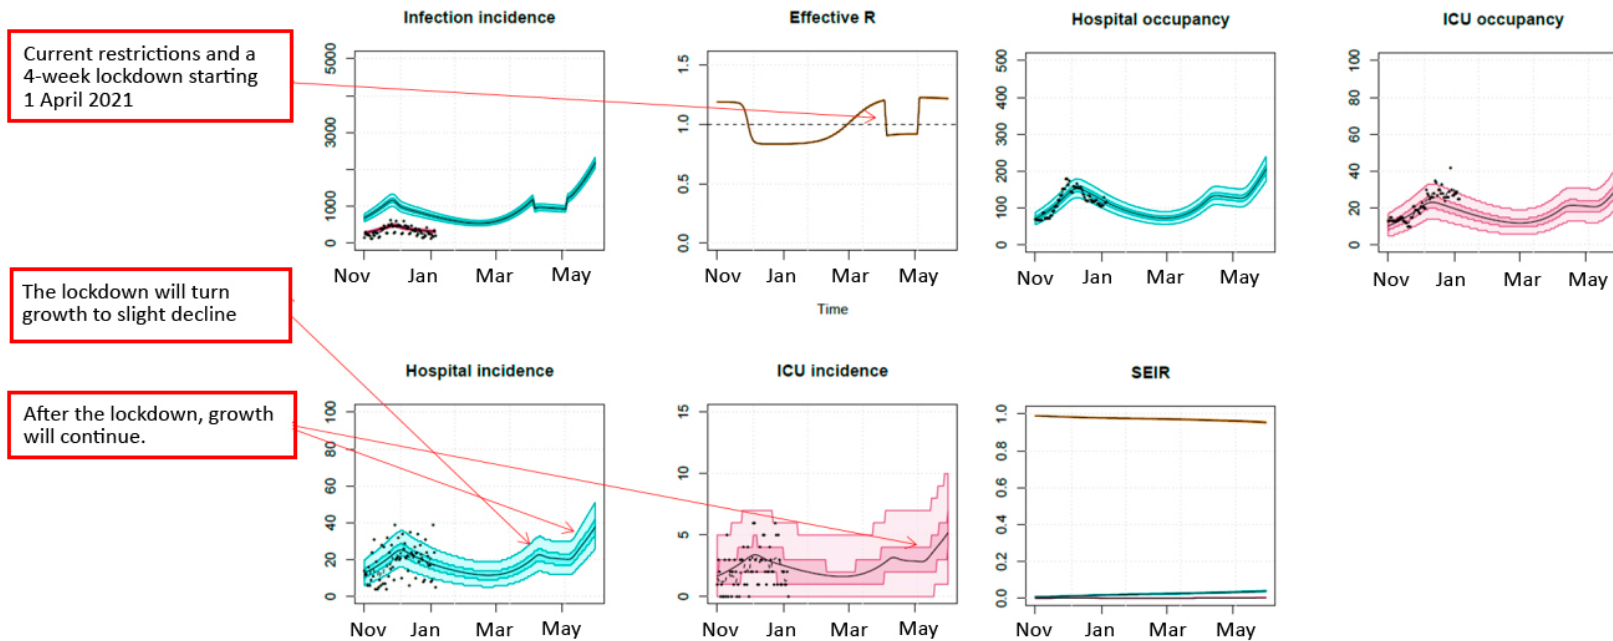 Infection incidence
Effective R
Hospital occupancy
ICU occupancy
Current restrictions and a
4-week lockdown starting
1 April 2021
5000
3000
1000
0
Nov Jan Mar May
1.5
1.0
0.5
0.0
Nov Jan Mar May
Time
500
400
300
200
100
0
Nov Jan Mar May
100
80
60
40
20
0
Nov Jan Mar May
The lockdown will turn
growth to slight decline
After the lockdown, growth
will continue.
Hospital incidence
ICU incidence
SEIR
100
80
60
40
20
0
Nov Jan Mar May
15
10
5
0
Nov Jan Mar May
1.0
0.8
0.6
0.4
0.2
0.0
Nov Jan Mar May